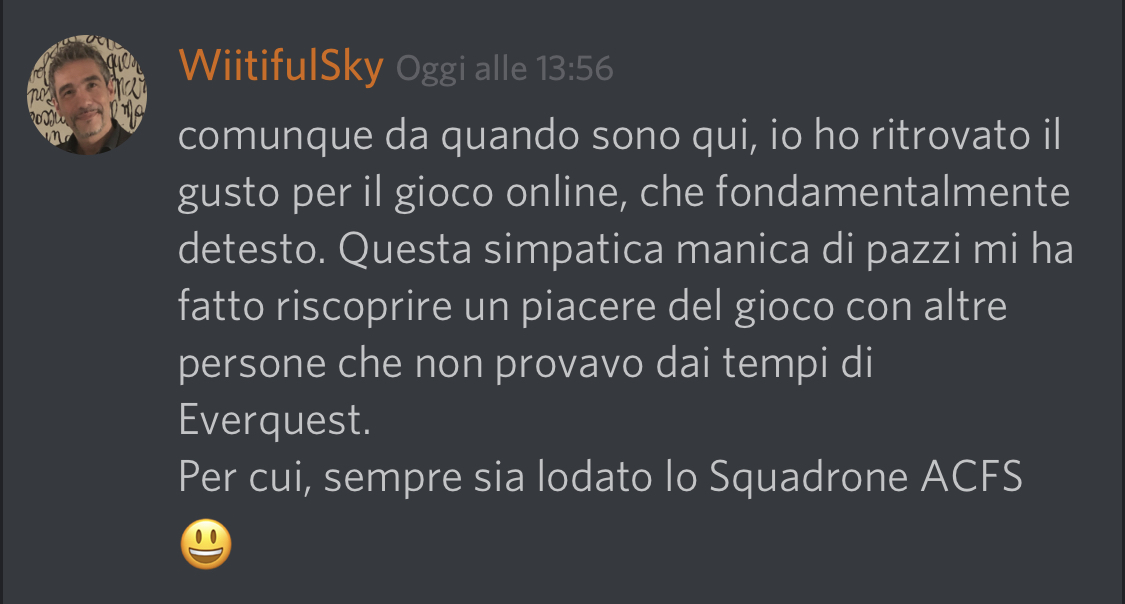 WiitifulSky Oggi alle 13:56
comunque da quando sono qui, io ho ritrovato il
gusto per il gioco online, che fondamentalmente
detesto. Questa simpatica manica di pazzi mi ha
fatto riscoprire un piacere del gioco con altre
persone che non provavo dai tempi di
Everquest.
Per cui, sempre sia lodato lo Squadrone ACFS
😃